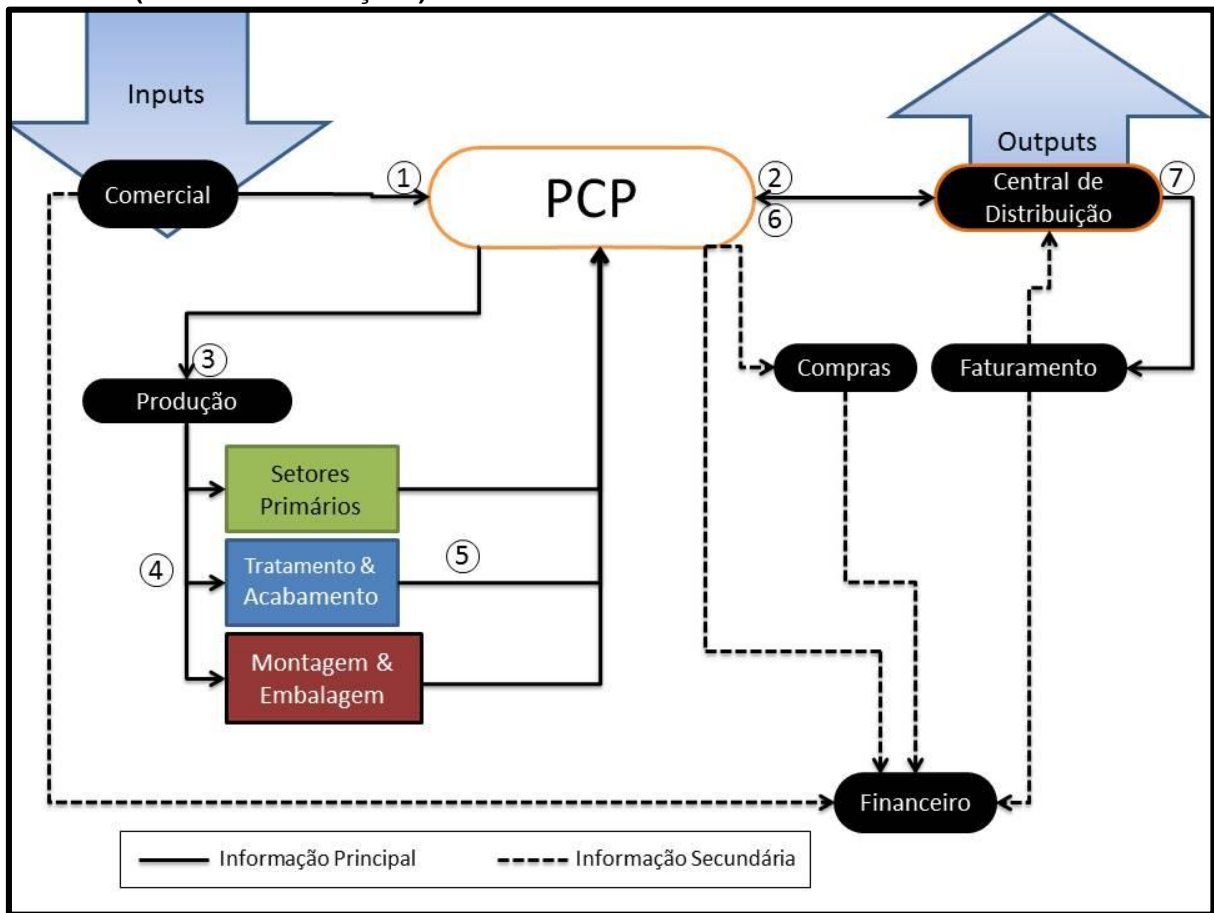 Inputs
Outputs
Comercial
1
PCP
2
6
Central de
Distribuição
7
3
Produção
Compras
Faturamento
Setores
Primários
4
Tratamento &
Acabamento
5
Montagem &
Embalagem
Financeiro
Informação Principal
Informação Secundária